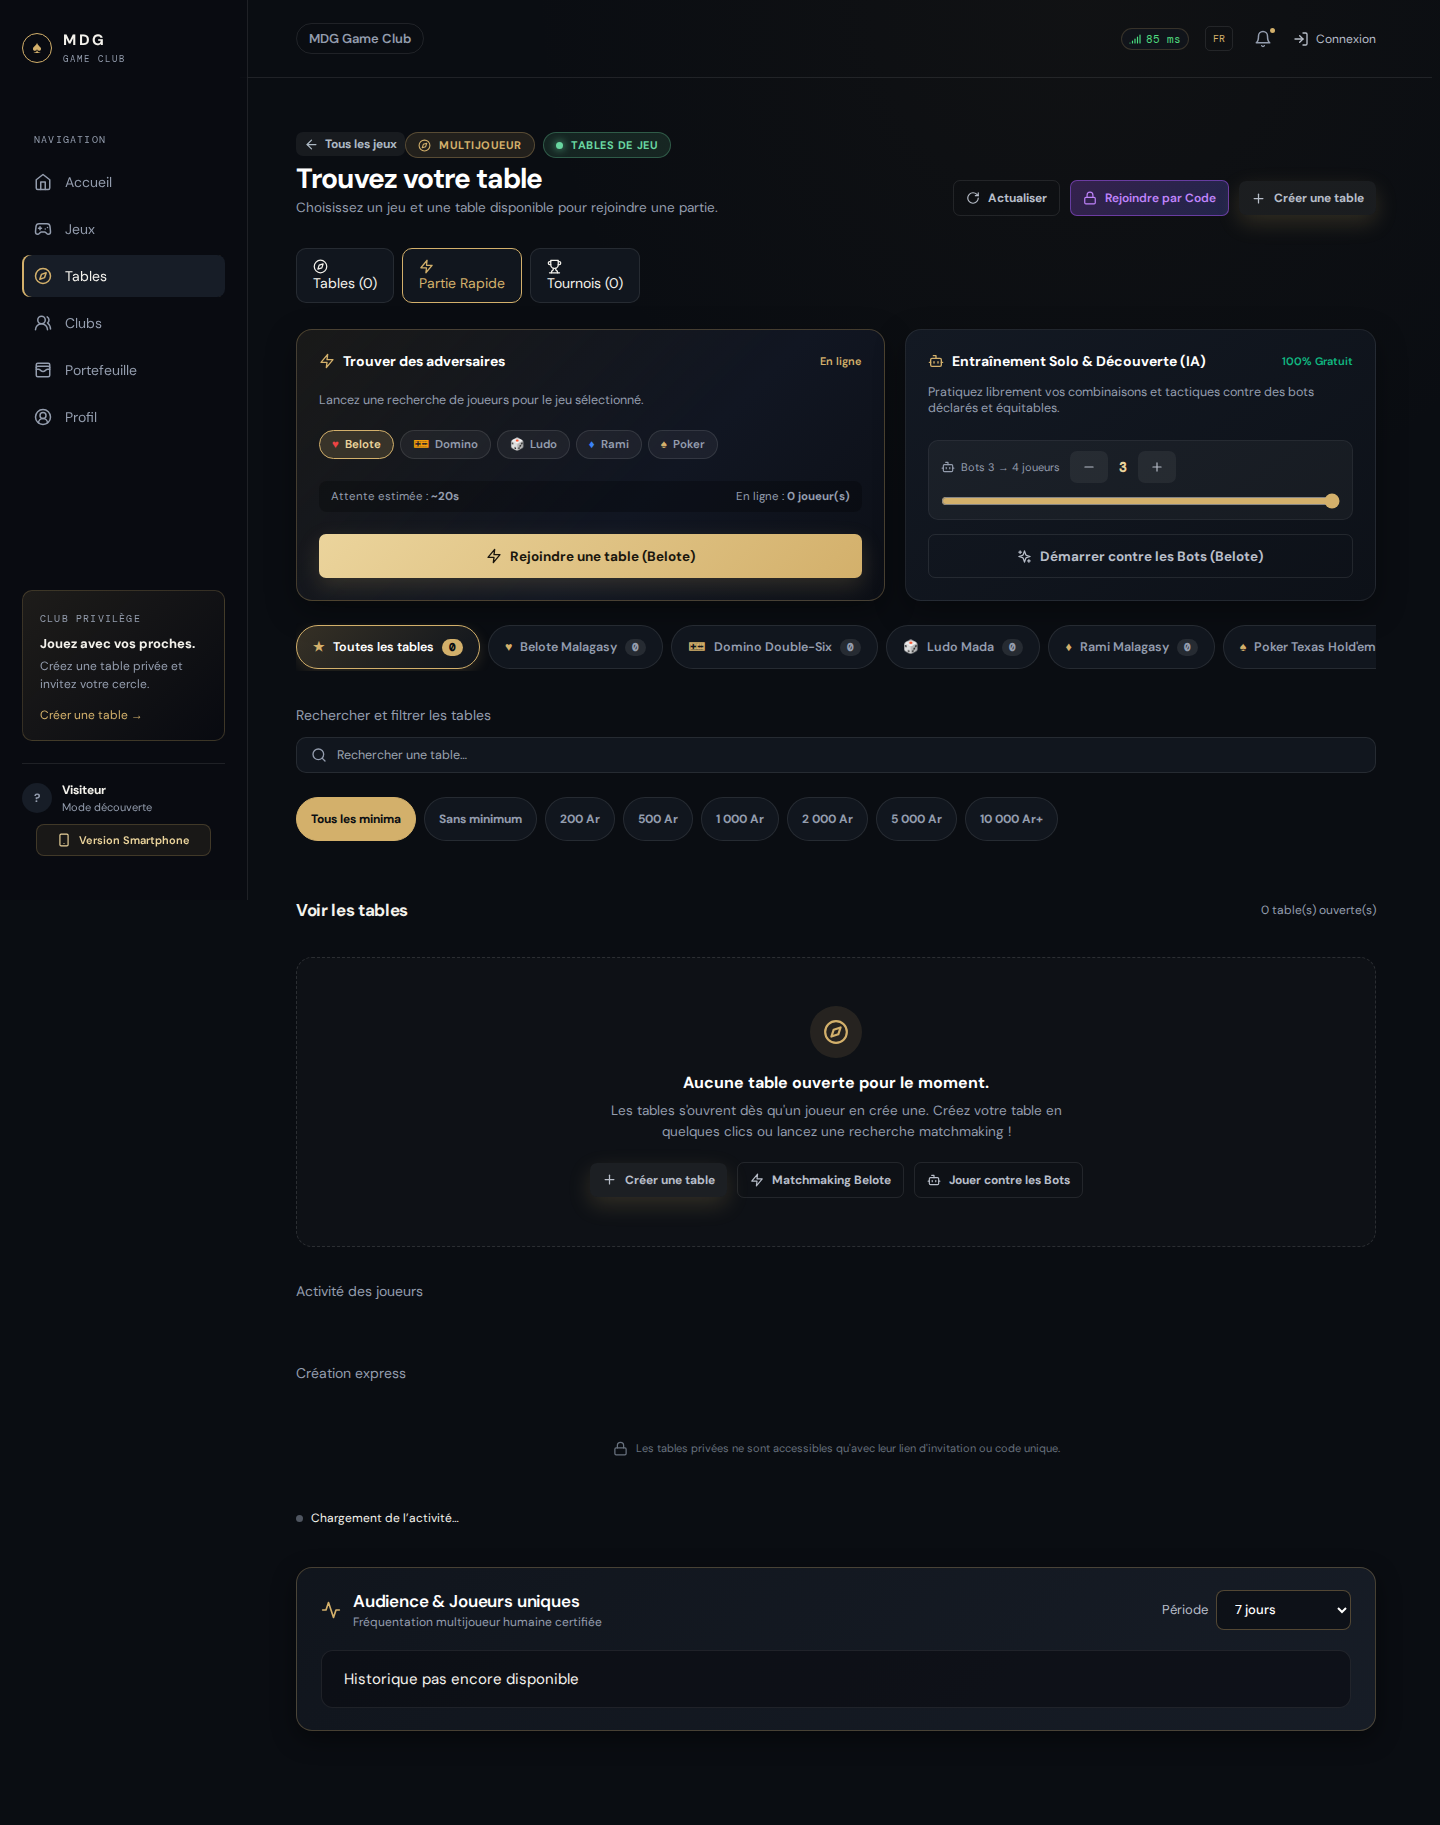 MDG
GAME CLUB
NAVIGATION
Accueil
Jeux
Tables
Clubs
Portefeuille
Profil
CLUB PRIVILÈGE
Jouez avec vos proches.
Créez une table privée et
invitez votre cercle.
Créer une table →
?
Visiteur
Mode découverte
Version Smartphone
MDG Game Club
85 ms
FR
Connexion
← Tous les jeux
MULTIJOUEUR
TABLES DE JEU
Trouvez votre table
Choisissez un jeu et une table disponible pour rejoindre une partie.
Actualiser
Rejoindre par Code
+ Créer une table
Tables (0)
Partie Rapide
Tournois (0)
Trouver des adversaires
En ligne
Lancez une recherche de joueurs pour le jeu sélectionné.
♥ Belote
Domino
Ludo
♦ Rami
♠ Poker
Attente estimée : ~20s
En ligne : 0 joueur(s)
Rejoindre une table (Belote)
Entraînement Solo & Découverte (IA)
100% Gratuit
Pratiquez librement vos combinaisons et tactiques contre des bots
déclarés et équitables.
Bots 3 → 4 joueurs
− 3 +
Démarrer contre les Bots (Belote)
★ Toutes les tables 0
♥ Belote Malagasy 0
Domino Double-Six 0
Ludo Mada 0
♦ Rami Malagasy 0
♠ Poker Texas Hold'em
Rechercher et filtrer les tables
Rechercher une table…
Tous les minima
Sans minimum
200 Ar
500 Ar
1 000 Ar
2 000 Ar
5 000 Ar
10 000 Ar+
Voir les tables
0 table(s) ouverte(s)
Aucune table ouverte pour le moment.
Les tables s'ouvrent dès qu'un joueur en crée une. Créez votre table en
quelques clics ou lancez une recherche matchmaking !
+ Créer une table
Matchmaking Belote
Jouer contre les Bots
Activité des joueurs
Création express
Les tables privées ne sont accessibles qu'avec leur lien d'invitation ou code unique.
Chargement de l’activité…
Audience & Joueurs uniques
Fréquentation multijoueur humaine certifiée
Période
7 jours
Historique pas encore disponible